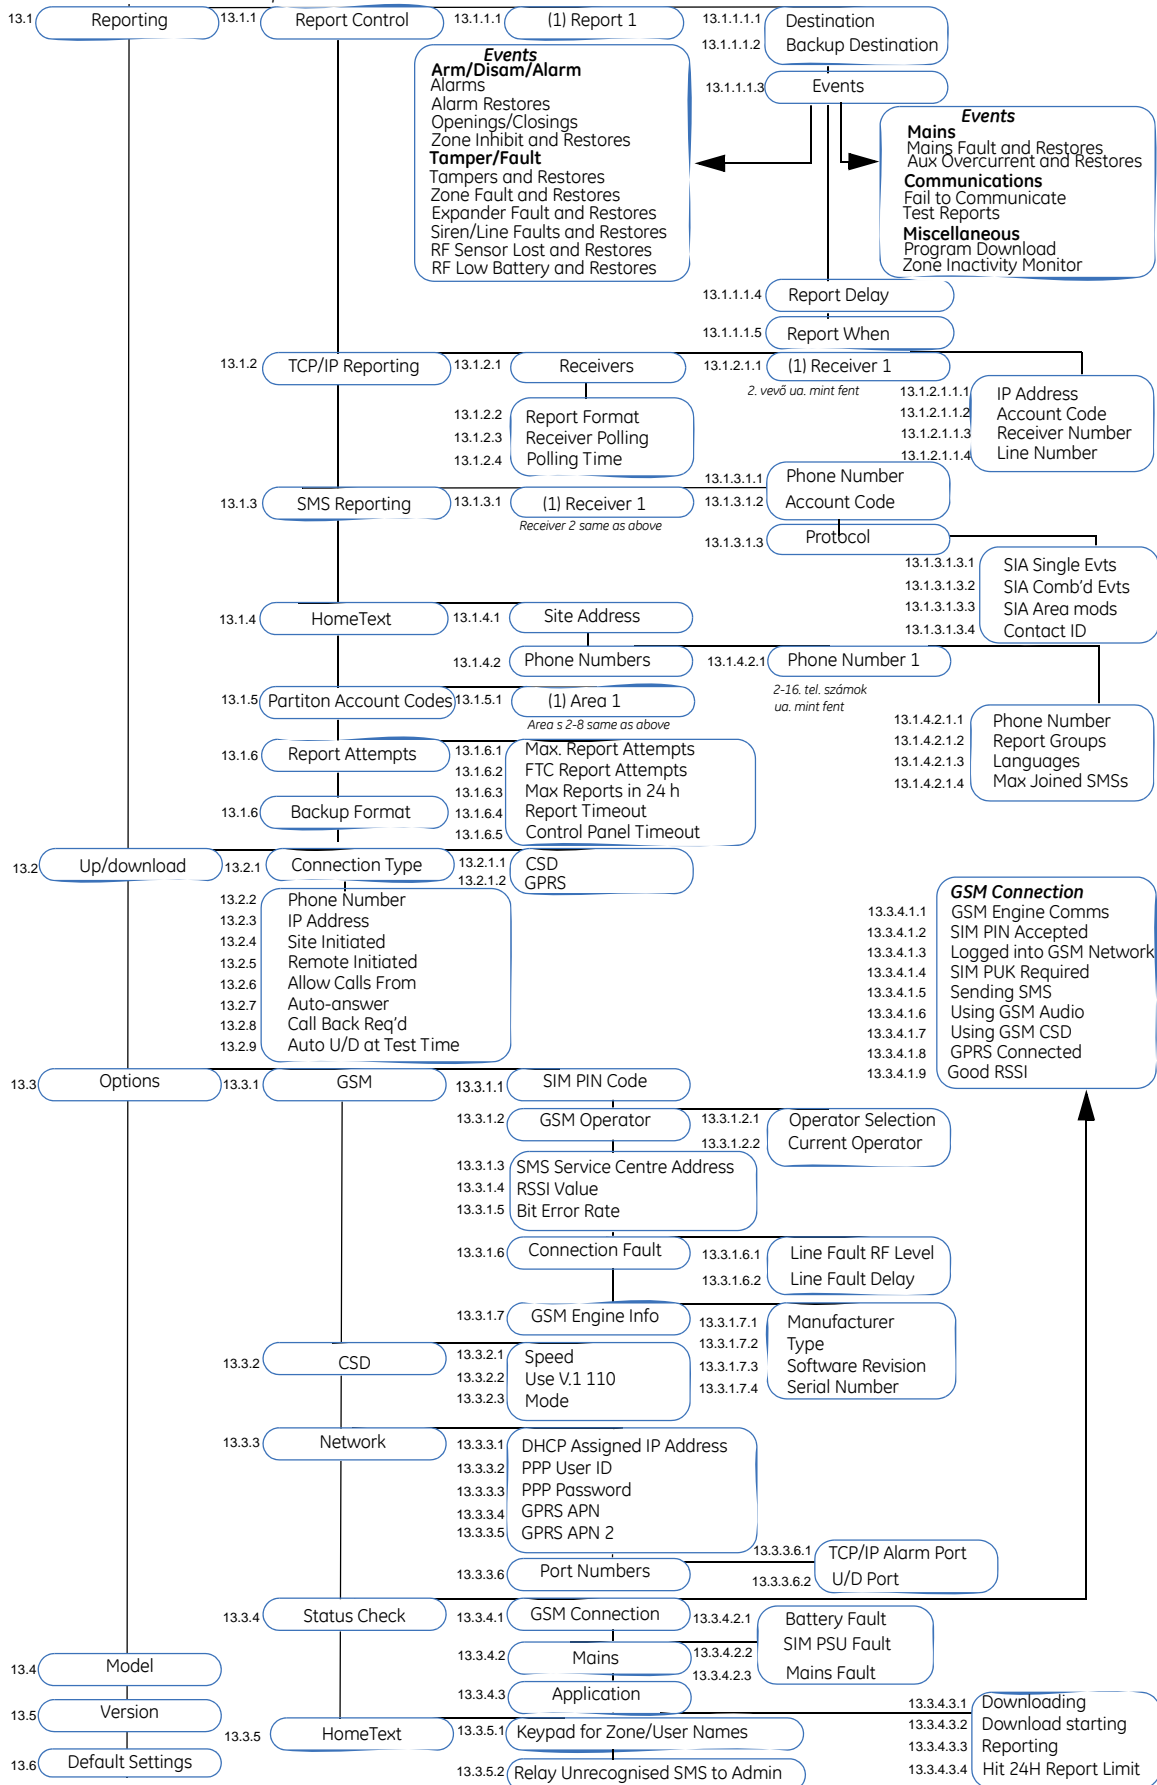 13.1 Reporting
13.1.1 Report Control
13.1.1.1 (1) Report 1
13.1.1.1.1 Destination
13.1.1.1.2 Backup Destination
13.1.1.1.3 Events
Events
Arm/Disam/Alarm
Alarms
Alarm Restores
Openings/Closings
Zone Inhibit and Restores
Tamper/Fault
Tampers and Restores
Zone Fault and Restores
Expander Fault and Restores
Siren/Line Faults and Restores
RF Sensor Lost and Restores
RF Low Battery and Restores
Events
Mains
Mains Fault and Restores
Aux Overcurrent and Restores
Communications
Fail to Communicate
Test Reports
Miscellaneous
Program Download
Zone Inactivity Monitor
13.1.1.1.4 Report Delay
13.1.1.1.5 Report When
13.1.2 TCP/IP Reporting
13.1.2.1 Receivers
13.1.2.1.1 (1) Receiver 1
2. vevő ua. mint fent
13.1.2.1.1.1 IP Address
13.1.2.1.1.2 Account Code
13.1.2.1.1.3 Receiver Number
13.1.2.1.1.4 Line Number
13.1.2.2 Report Format
13.1.2.3 Receiver Polling
13.1.2.4 Polling Time
13.1.3 SMS Reporting
13.1.3.1 (1) Receiver 1
Receiver 2 same as above
13.1.3.1.1 Phone Number
13.1.3.1.2 Account Code
13.1.3.1.3 Protocol
13.1.3.1.3.1 SIA Single Evts
13.1.3.1.3.2 SIA Comb'd Evts
13.1.3.1.3.3 SIA Area mods
13.1.3.1.3.4 Contact ID
13.1.4 HomeText
13.1.4.1 Site Address
13.1.4.2 Phone Numbers
13.1.4.2.1 Phone Number 1
2-16. tel. számok
ua. mint fent
13.1.4.2.1.1 Phone Number
13.1.4.2.1.2 Report Groups
13.1.4.2.1.3 Languages
13.1.4.2.1.4 Max Joined SMSs
13.1.5 Partiton Account Codes
13.1.5.1 (1) Area 1
Area s 2-8 same as above
13.1.6 Report Attempts
13.1.6.1 Max. Report Attempts
13.1.6.2 FTC Report Attempts
13.1.6.3 Max Reports in 24 h
13.1.6 Backup Format
13.1.6.4 Report Timeout
13.1.6.5 Control Panel Timeout
13.2 Up/download
13.2.1 Connection Type
13.2.1.1 CSD
13.2.1.2 GPRS
13.2.2 Phone Number
13.2.3 IP Address
13.2.4 Site Initiated
13.2.5 Remote Initiated
13.2.6 Allow Calls From
13.2.7 Auto-answer
13.2.8 Call Back Req'd
13.2.9 Auto U/D at Test Time
GSM Connection
13.3.4.1.1 GSM Engine Comms
13.3.4.1.2 SIM PIN Accepted
13.3.4.1.3 Logged into GSM Network
13.3.4.1.4 SIM PUK Required
13.3.4.1.5 Sending SMS
13.3.4.1.6 Using GSM Audio
13.3.4.1.7 Using GSM CSD
13.3.4.1.8 GPRS Connected
13.3.4.1.9 Good RSSI
13.3 Options
13.3.1 GSM
13.3.1.1 SIM PIN Code
13.3.1.2 GSM Operator
13.3.1.2.1 Operator Selection
13.3.1.2.2 Current Operator
13.3.1.3 SMS Service Centre Address
13.3.1.4 RSSI Value
13.3.1.5 Bit Error Rate
13.3.1.6 Connection Fault
13.3.1.6.1 Line Fault RF Level
13.3.1.6.2 Line Fault Delay
13.3.1.7 GSM Engine Info
13.3.1.7.1 Manufacturer
13.3.1.7.2 Type
13.3.1.7.3 Software Revision
13.3.1.7.4 Serial Number
13.3.2 CSD
13.3.2.1 Speed
13.3.2.2 Use V.1 110
13.3.2.3 Mode
13.3.3 Network
13.3.3.1 DHCP Assigned IP Address
13.3.3.2 PPP User ID
13.3.3.3 PPP Password
13.3.3.4 GPRS APN
13.3.3.5 GPRS APN 2
13.3.3.6 Port Numbers
13.3.3.6.1 TCP/IP Alarm Port
13.3.3.6.2 U/D Port
13.3.4 Status Check
13.3.4.1 GSM Connection
13.3.4.2.1 Battery Fault
13.3.4.2.2 SIM PSU Fault
13.3.4.2.3 Mains Fault
13.3.4.2 Mains
13.3.4.3 Application
13.3.4.3.1 Downloading
13.3.4.3.2 Download starting
13.3.4.3.3 Reporting
13.3.4.3.4 Hit 24H Report Limit
13.3.5 HomeText
13.3.5.1 Keypad for Zone/User Names
13.3.5.2 Relay Unrecognised SMS to Admin
13.4 Model
13.5 Version
13.6 Default Settings